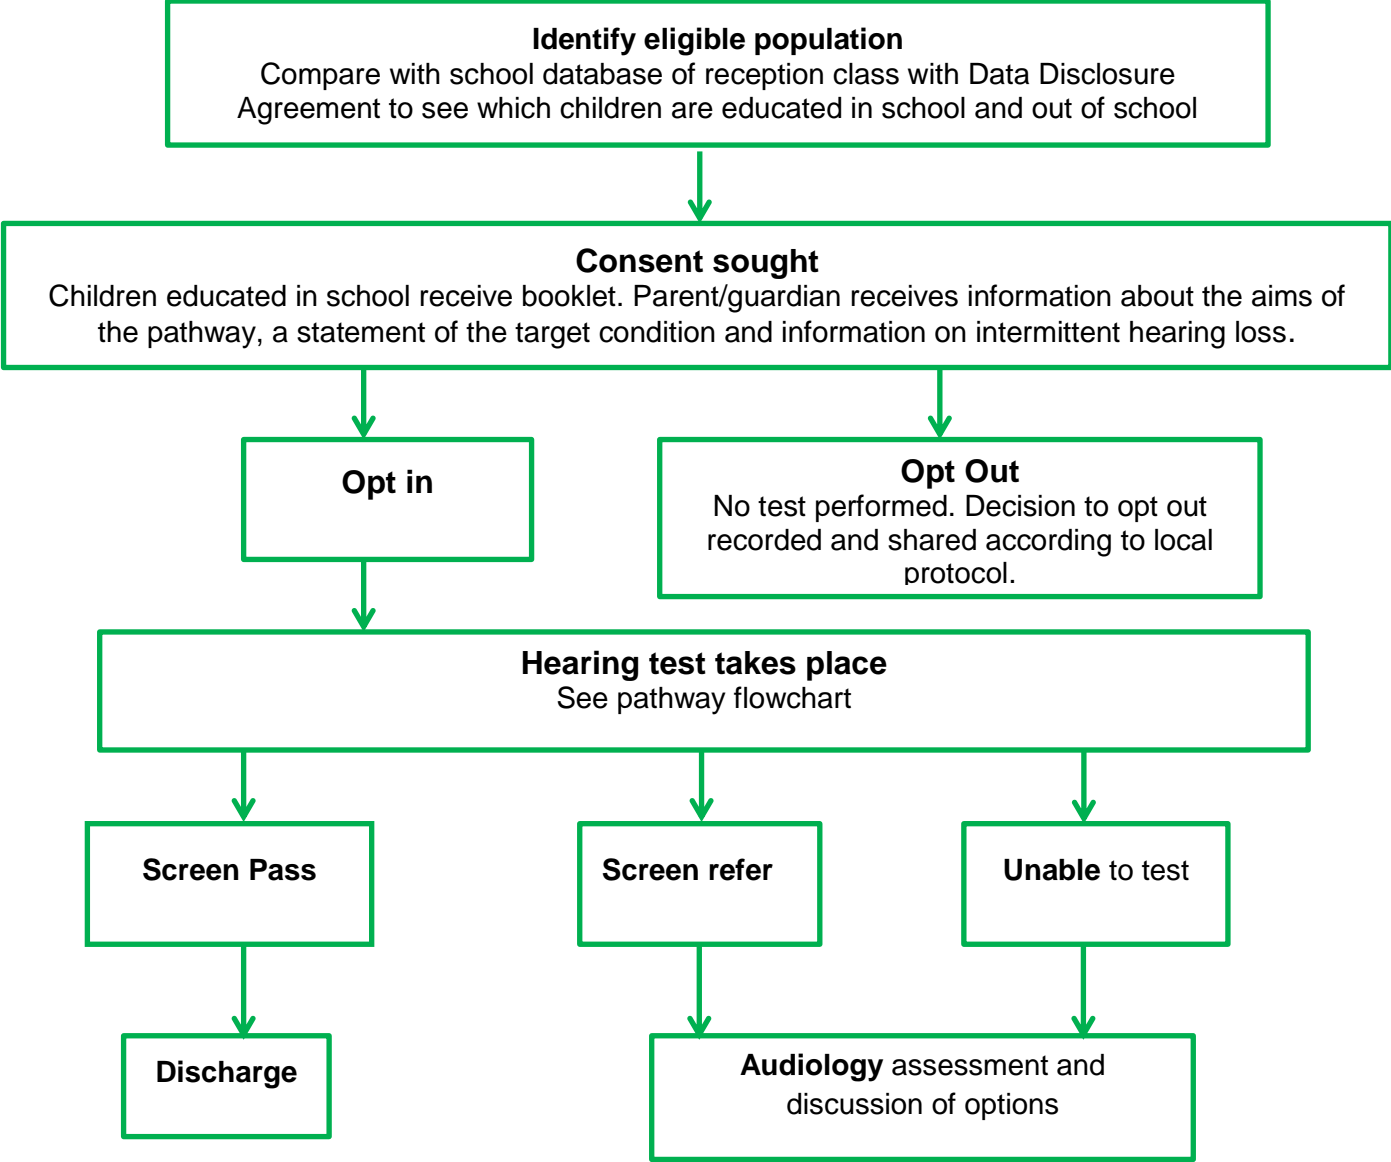 Identify eligible population
Compare with school database of reception class with Data Disclosure
Agreement to see which children are educated in school and out of school
Consent sought
Children educated in school receive booklet. Parent/guardian receives information about the aims of
the pathway, a statement of the target condition and information on intermittent hearing loss.
Opt in
Opt Out
No test performed. Decision to opt out
recorded and shared according to local
protocol.
Hearing test takes place
See pathway flowchart
Screen Pass
Screen refer
Unable to test
Discharge
Audiology assessment and
discussion of options